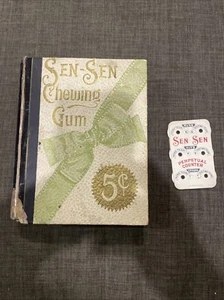 SEN-SEN
Chewing
Gum
5¢
SEN SEN
PERPETUAL
COUNTER